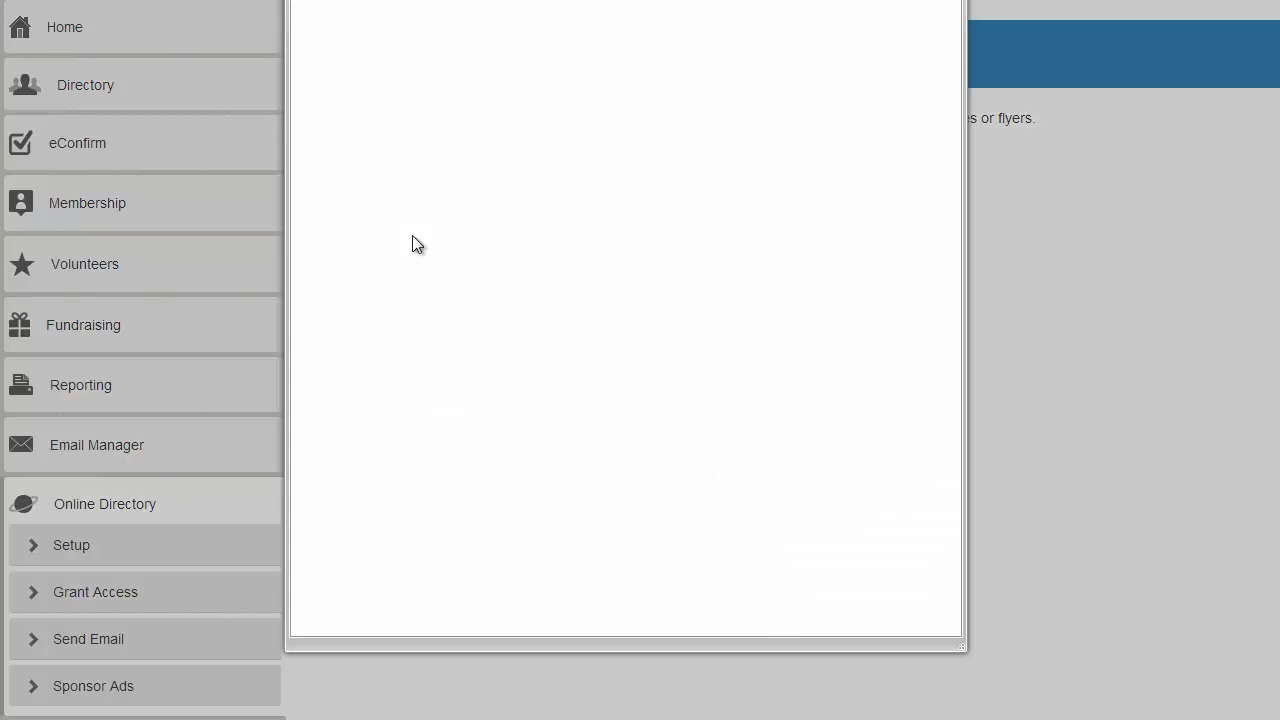 Home
Directory
eConfirm
Membership
Volunteers
Fundraising
Reporting
Email Manager
Online Directory
Setup
Grant Access
Send Email
Sponsor Ads
es or flyers.